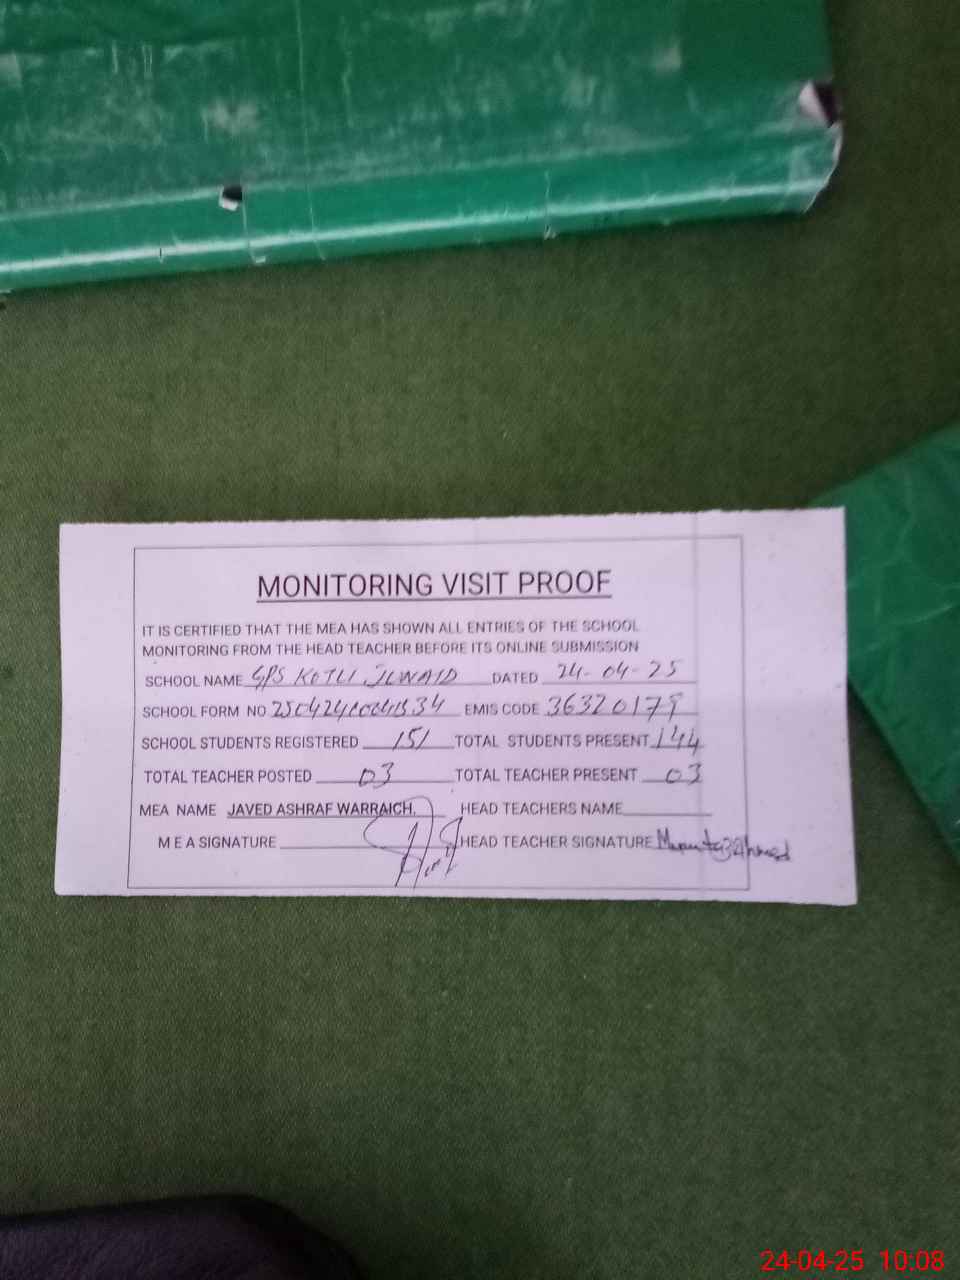 MONITORING VISIT PROOF
IT IS CERTIFIED THAT THE MEA HAS SHOWN ALL ENTRIES OF THE SCHOOL
MONITORING FROM THE HEAD TEACHER BEFORE ITS ONLINE SUBMISSION
SCHOOL NAME GPS KOTLI JUNAID DATED 24-04-25
SCHOOL FORM NO EMIS CODE 36320179
SCHOOL STUDENTS REGISTERED 151 TOTAL STUDENTS PRESENT 144
TOTAL TEACHER POSTED 03 TOTAL TEACHER PRESENT 03
MEA NAME JAVED ASHRAF WARRAICH. HEAD TEACHERS NAME
M E A SIGNATURE HEAD TEACHER SIGNATURE Mumtaz Ahmed
24-04-25 10:08